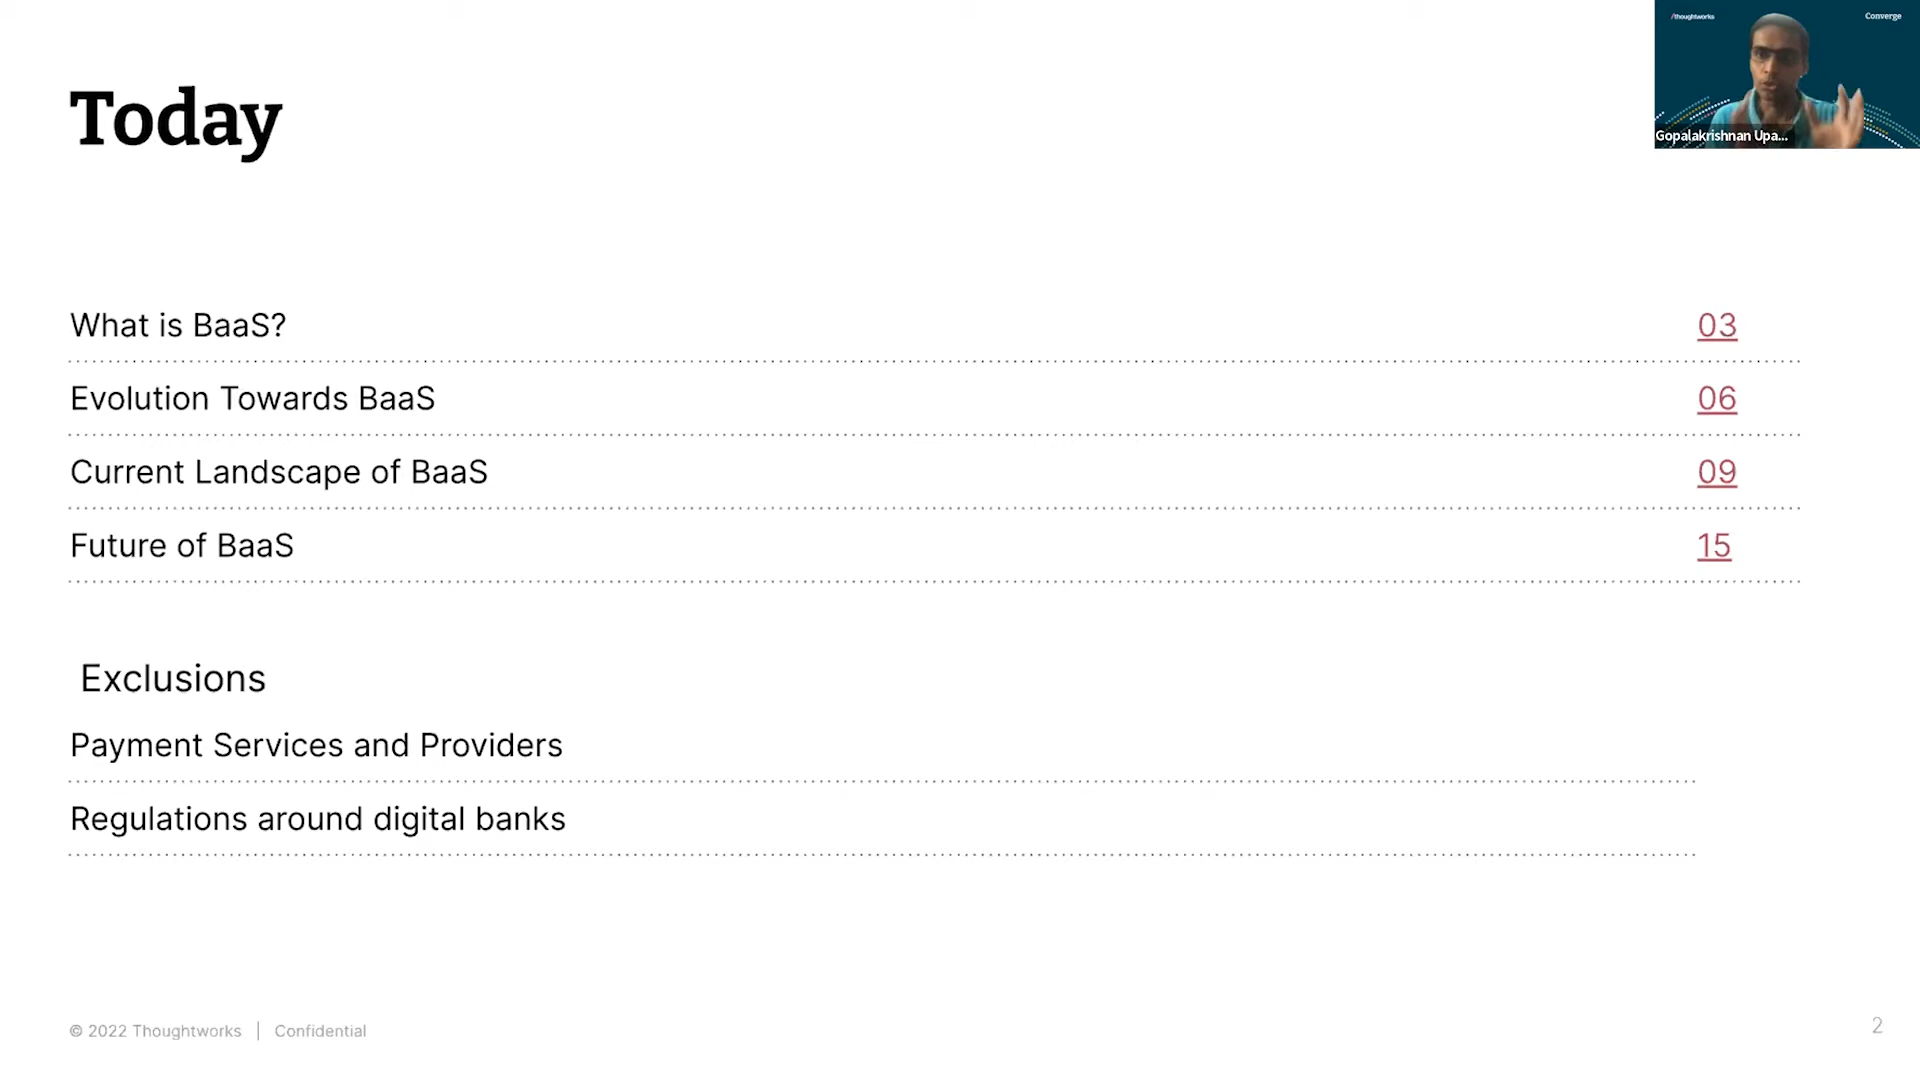 /thoughtworks
Converge
Gopalakrishnan Upa...
Today
What is BaaS?
03
Evolution Towards BaaS
06
Current Landscape of BaaS
09
Future of BaaS
15
Exclusions
Payment Services and Providers
Regulations around digital banks
© 2022 Thoughtworks | Confidential
2